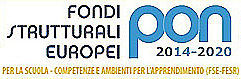 FONDI
STRUTTURALI
EUROPEI
pon
2014-2020
PER LA SCUOLA - COMPETENZE E AMBIENTI PER L'APPRENDIMENTO (FSE-FESR)